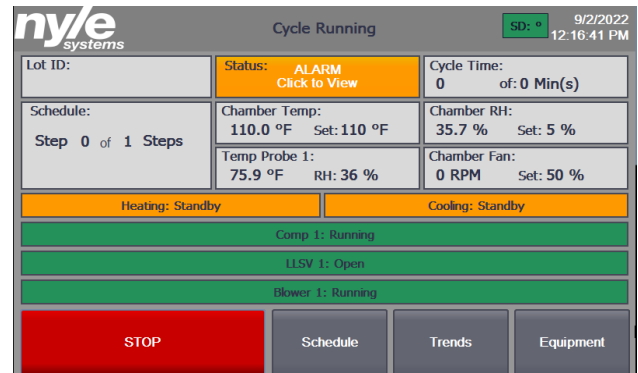 nyle
systems
Cycle Running
SD: º
9/2/2022
12:16:41 PM
Lot ID:
Status: ALARM
Click to View
Cycle Time:
0 of: 0 Min(s)
Schedule:
Step 0 of 1 Steps
Chamber Temp:
110.0 ºF Set: 110 ºF
Chamber RH:
35.7 % Set: 5 %
Temp Probe 1:
75.9 ºF RH: 36 %
Chamber Fan:
0 RPM Set: 50 %
Heating: Standby
Cooling: Standby
Comp 1: Running
LLSV 1: Open
Blower 1: Running
STOP
Schedule
Trends
Equipment